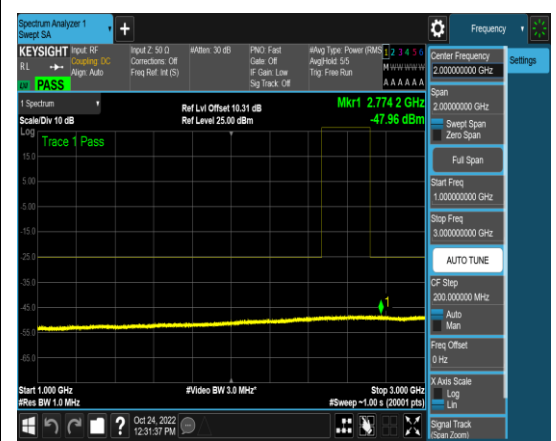 Spectrum Analyzer 1
Swept SA
+
Frequency
KEYSIGHT Input: RF Input Z: 50 Ω #Atten: 30 dB PNO: Fast #Avg Type: Power (RMS 1 2 3 4 5 6
RL Coupling: DC Corrections: Off Gate: Off Avg|Hold: 5/5
Align: Auto Freq Ref: Int (S) IF Gain: Low Trig: Free Run
Sig Track: Off A A A A A A
PASS
1 Spectrum
Scale/Div 10 dB
Ref Lvl Offset 10.31 dB
Ref Level 25.00 dBm
Mkr1 2.774 2 GHz
-47.96 dBm
Log
Trace 1 Pass
15.0
5.00
-5.00
-15.0
-25.0
-35.0
-45.0
-55.0
-65.0
1
Start 1.000 GHz
#Res BW 1.0 MHz
#Video BW 3.0 MHz*
Stop 3.000 GHz
#Sweep ~1.00 s (20001 pts)
Center Frequency
2.000000000 GHz
Settings
Span
2.00000000 GHz
Swept Span
Zero Span
Full Span
Start Freq
1.000000000 GHz
Stop Freq
3.000000000 GHz
AUTO TUNE
CF Step
200.000000 MHz
Auto
Man
Freq Offset
0 Hz
X Axis Scale
Log
Lin
Signal Track
(Span Zoom)
?
Oct 24, 2022
12:31:37 PM